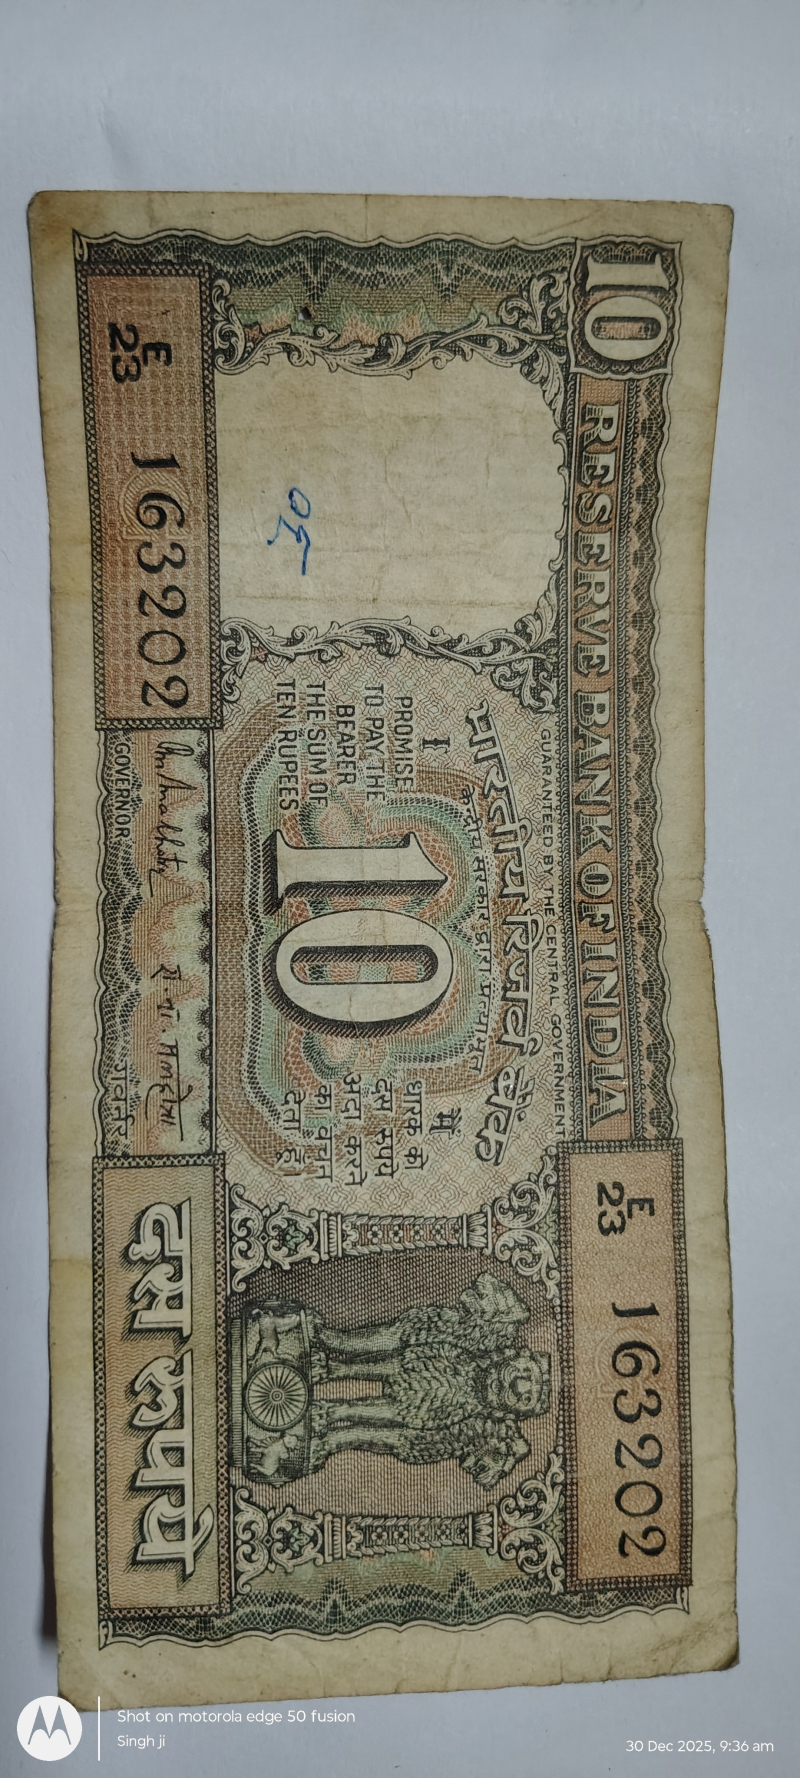 10 RESERVE BANK OF INDIA
GUARANTEED BY THE CENTRAL GOVERNMENT
E
23 163202
भारतीय रिज़र्व बैंक
केन्द्रीय सरकार द्वारा प्रत्याभूत
I
PROMISE
TO PAY THE
BEARER
THE SUM OF
TEN RUPEES
10
मैं
धारक को
दस रुपये
अदा करने
का वचन
देता हूँ।
E
23 163202
GOVERNOR
गवर्नर
दस रुपये
Shot on motorola edge 50 fusion
Singh ji
30 Dec 2025, 9:36 am